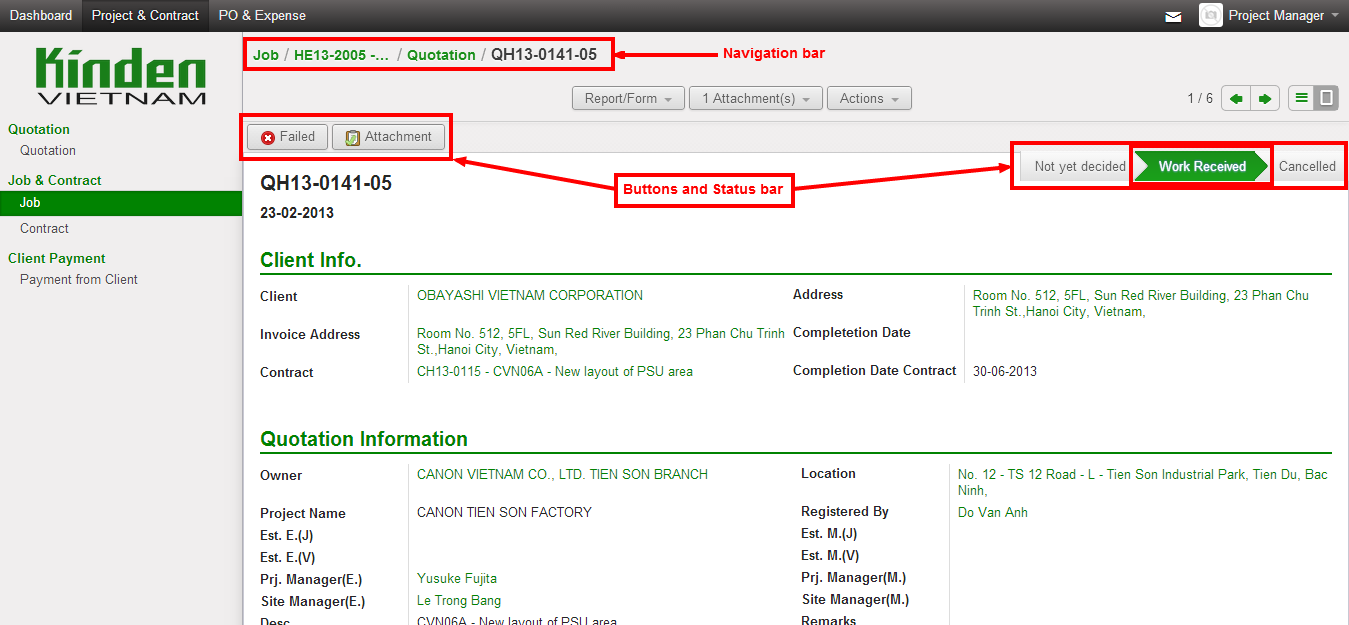 Dashboard Project & Contract PO & Expense Project Manager
Kinden
VIETNAM
Job / HE13-2005 -... / Quotation / QH13-0141-05
Navigation bar
Report/Form 1 Attachment(s) Actions 1 / 6
Quotation
Quotation
Job & Contract
Job
Contract
Client Payment
Payment from Client
Failed Attachment
Buttons and Status bar
Not yet decided Work Received Cancelled
QH13-0141-05
23-02-2013
Client Info.
Client OBAYASHI VIETNAM CORPORATION Address Room No. 512, 5FL, Sun Red River Building, 23 Phan Chu
Trinh St.,Hanoi City, Vietnam,
Invoice Address Room No. 512, 5FL, Sun Red River Building, 23 Phan Chu Trinh Completetion Date
St.,Hanoi City, Vietnam,
Contract CH13-0115 - CVN06A - New layout of PSU area Completion Date Contract 30-06-2013
Quotation Information
Owner CANON VIETNAM CO., LTD. TIEN SON BRANCH Location No. 12 - TS 12 Road - L - Tien Son Industrial Park, Tien Du, Bac
Ninh,
Project Name CANON TIEN SON FACTORY Registered By Do Van Anh
Est. E.(J) Est. M.(J)
Est. E.(V) Est. M.(V)
Prj. Manager(E.) Yusuke Fujita Prj. Manager(M.)
Site Manager(E.) Le Trong Bang Site Manager(M.)
Desc CVN06A - New layout of PSU area Remarks